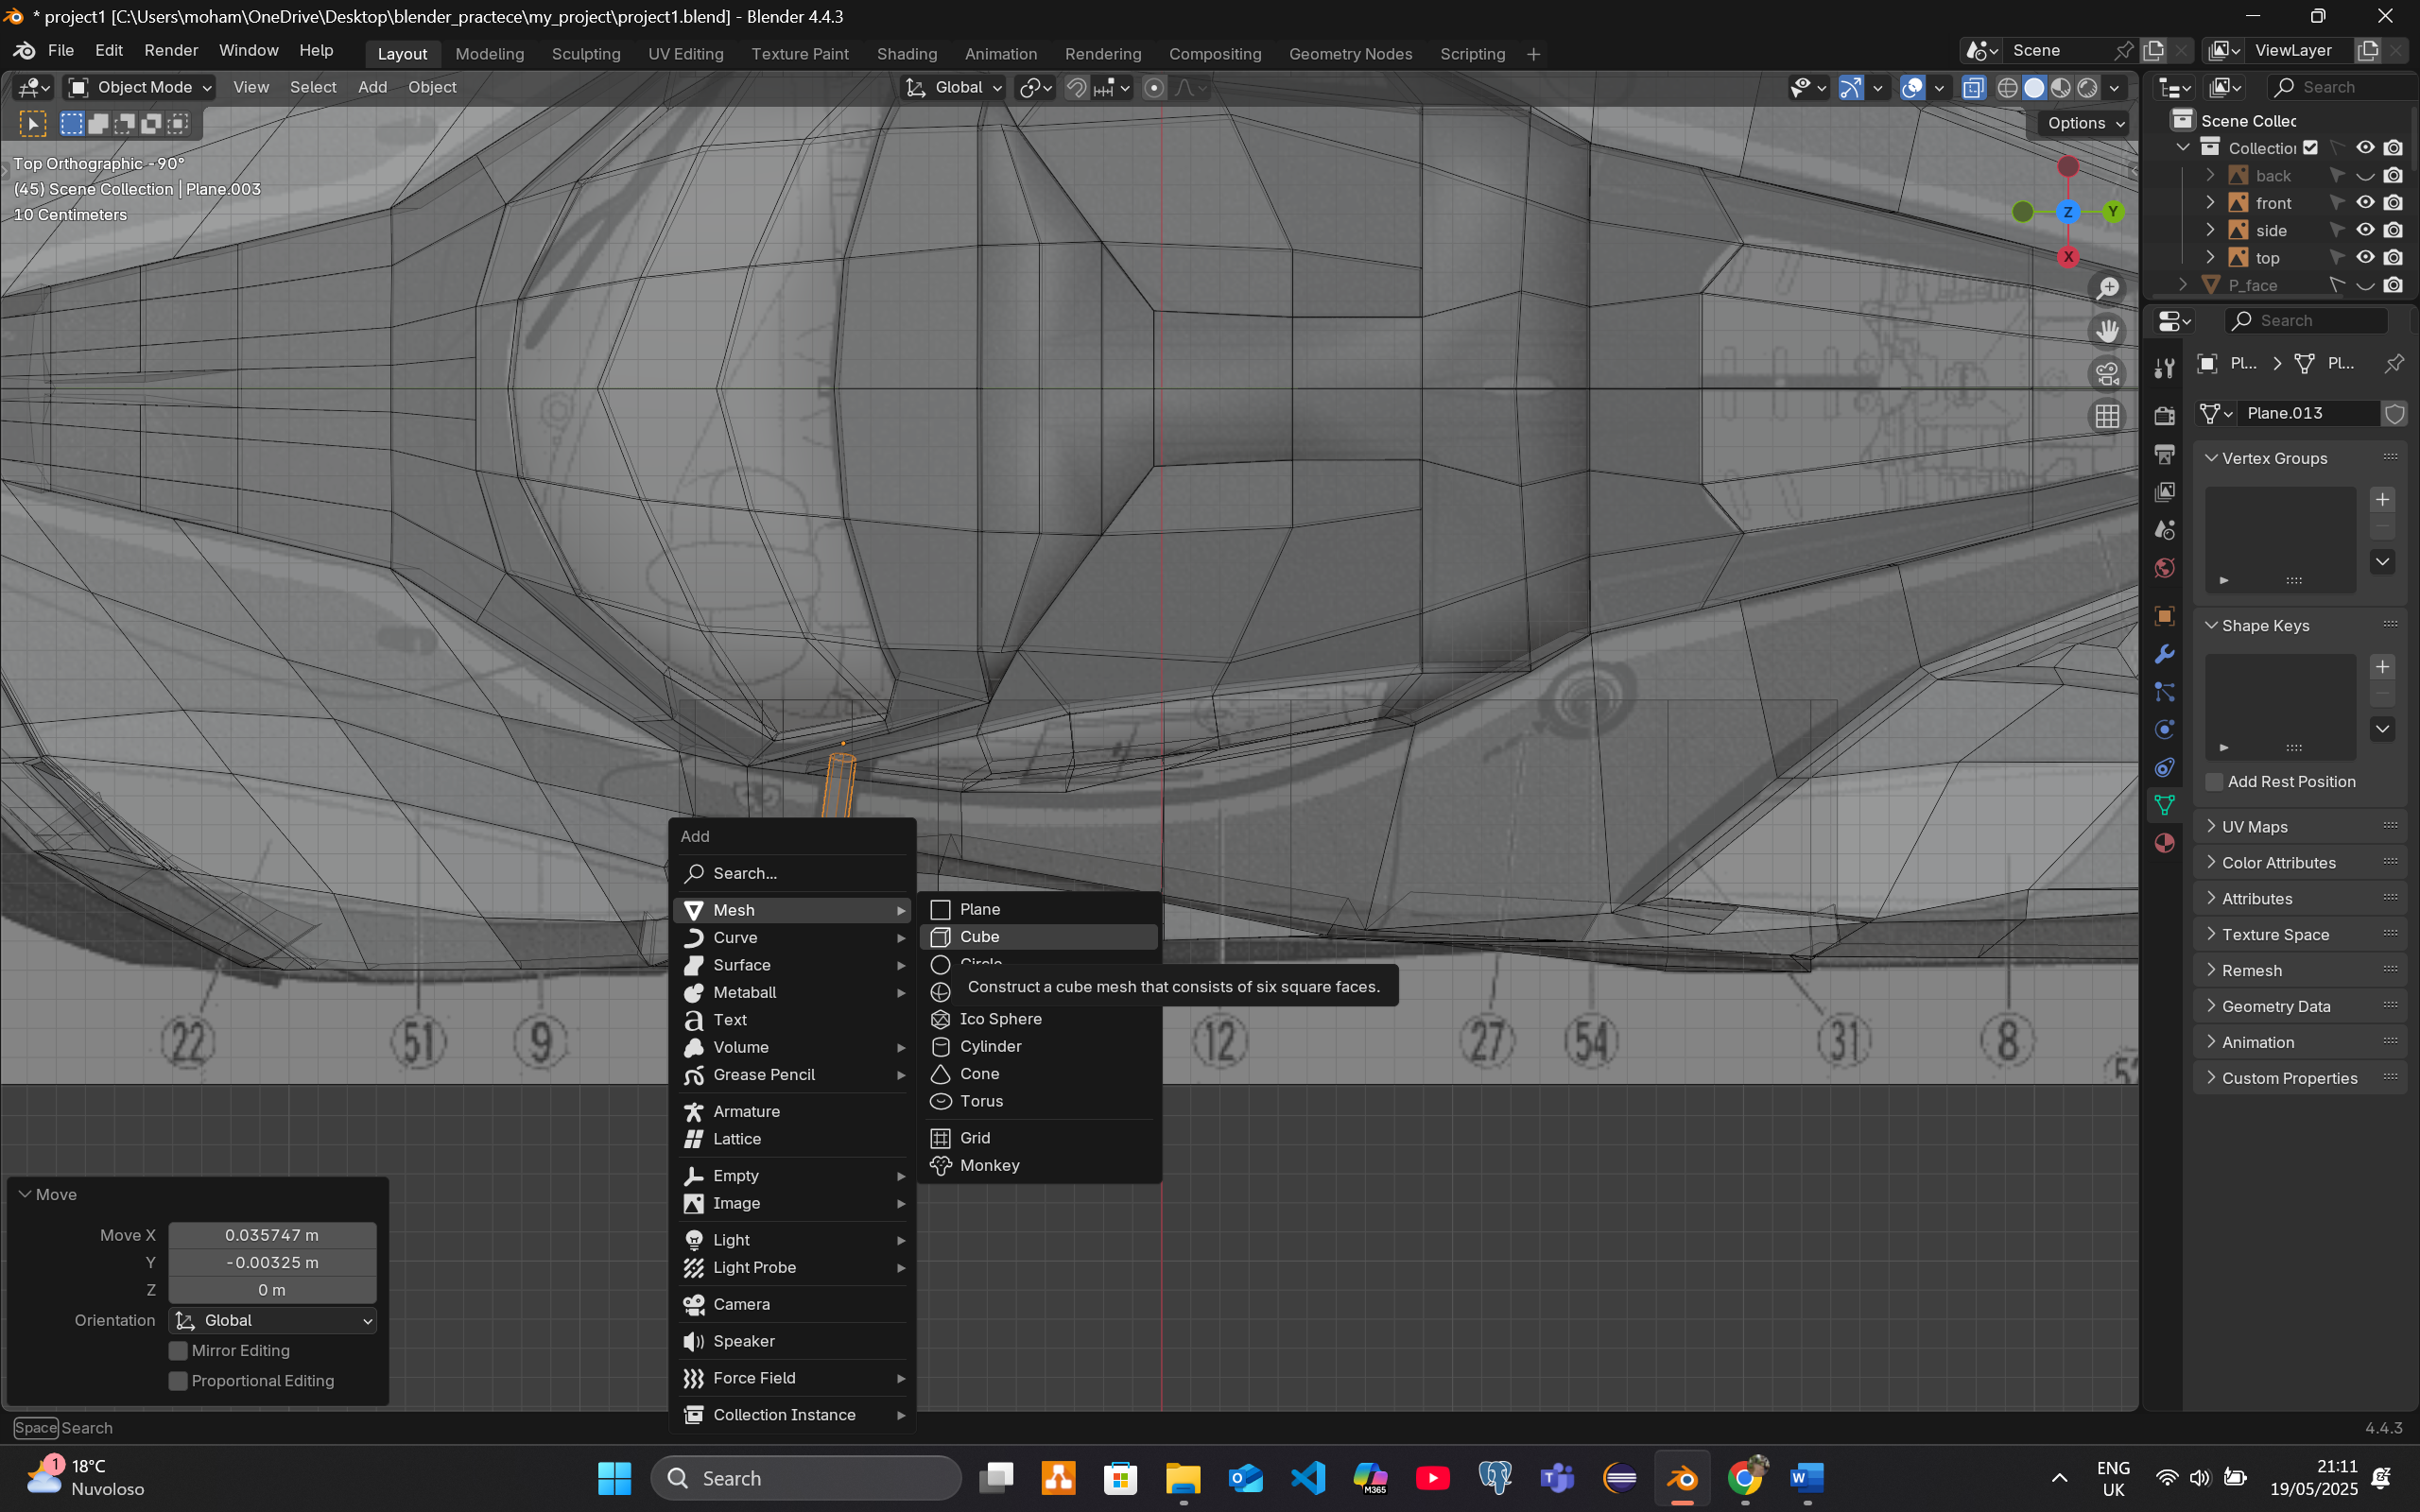 * project1 [C:\Users\moham\OneDrive\Desktop\blender_practece\my_project\project1.blend] - Blender 4.4.3
File Edit Render Window Help
Layout Modeling Sculpting UV Editing Texture Paint Shading Animation Rendering Compositing Geometry Nodes Scripting +
Scene
ViewLayer
Object Mode View Select Add Object
Global
Options
Top Orthographic -90°
(45) Scene Collection | Plane.003
10 Centimeters
Z
Y
X
Search
Scene Collec
Collection
back
front
side
top
P_face
Search
Pl... > Pl...
Plane.013
Vertex Groups
Shape Keys
Add Rest Position
UV Maps
Color Attributes
Attributes
Texture Space
Remesh
Geometry Data
Animation
Custom Properties
Add
Search...
Mesh
Curve
Surface
Metaball
Text
Volume
Grease Pencil
Armature
Lattice
Empty
Image
Light
Light Probe
Camera
Speaker
Force Field
Collection Instance
Plane
Cube
Circle
Construct a cube mesh that consists of six square faces.
Ico Sphere
Cylinder
Cone
Torus
Grid
Monkey
22 51 9 12 27 54 31 8
Move
Move X 0.035747 m
Y -0.00325 m
Z 0 m
Orientation Global
Mirror Editing
Proportional Editing
Space Search
4.4.3
1
18°C
Nuvoloso
Search
M365
ENG
UK
21:11
19/05/2025